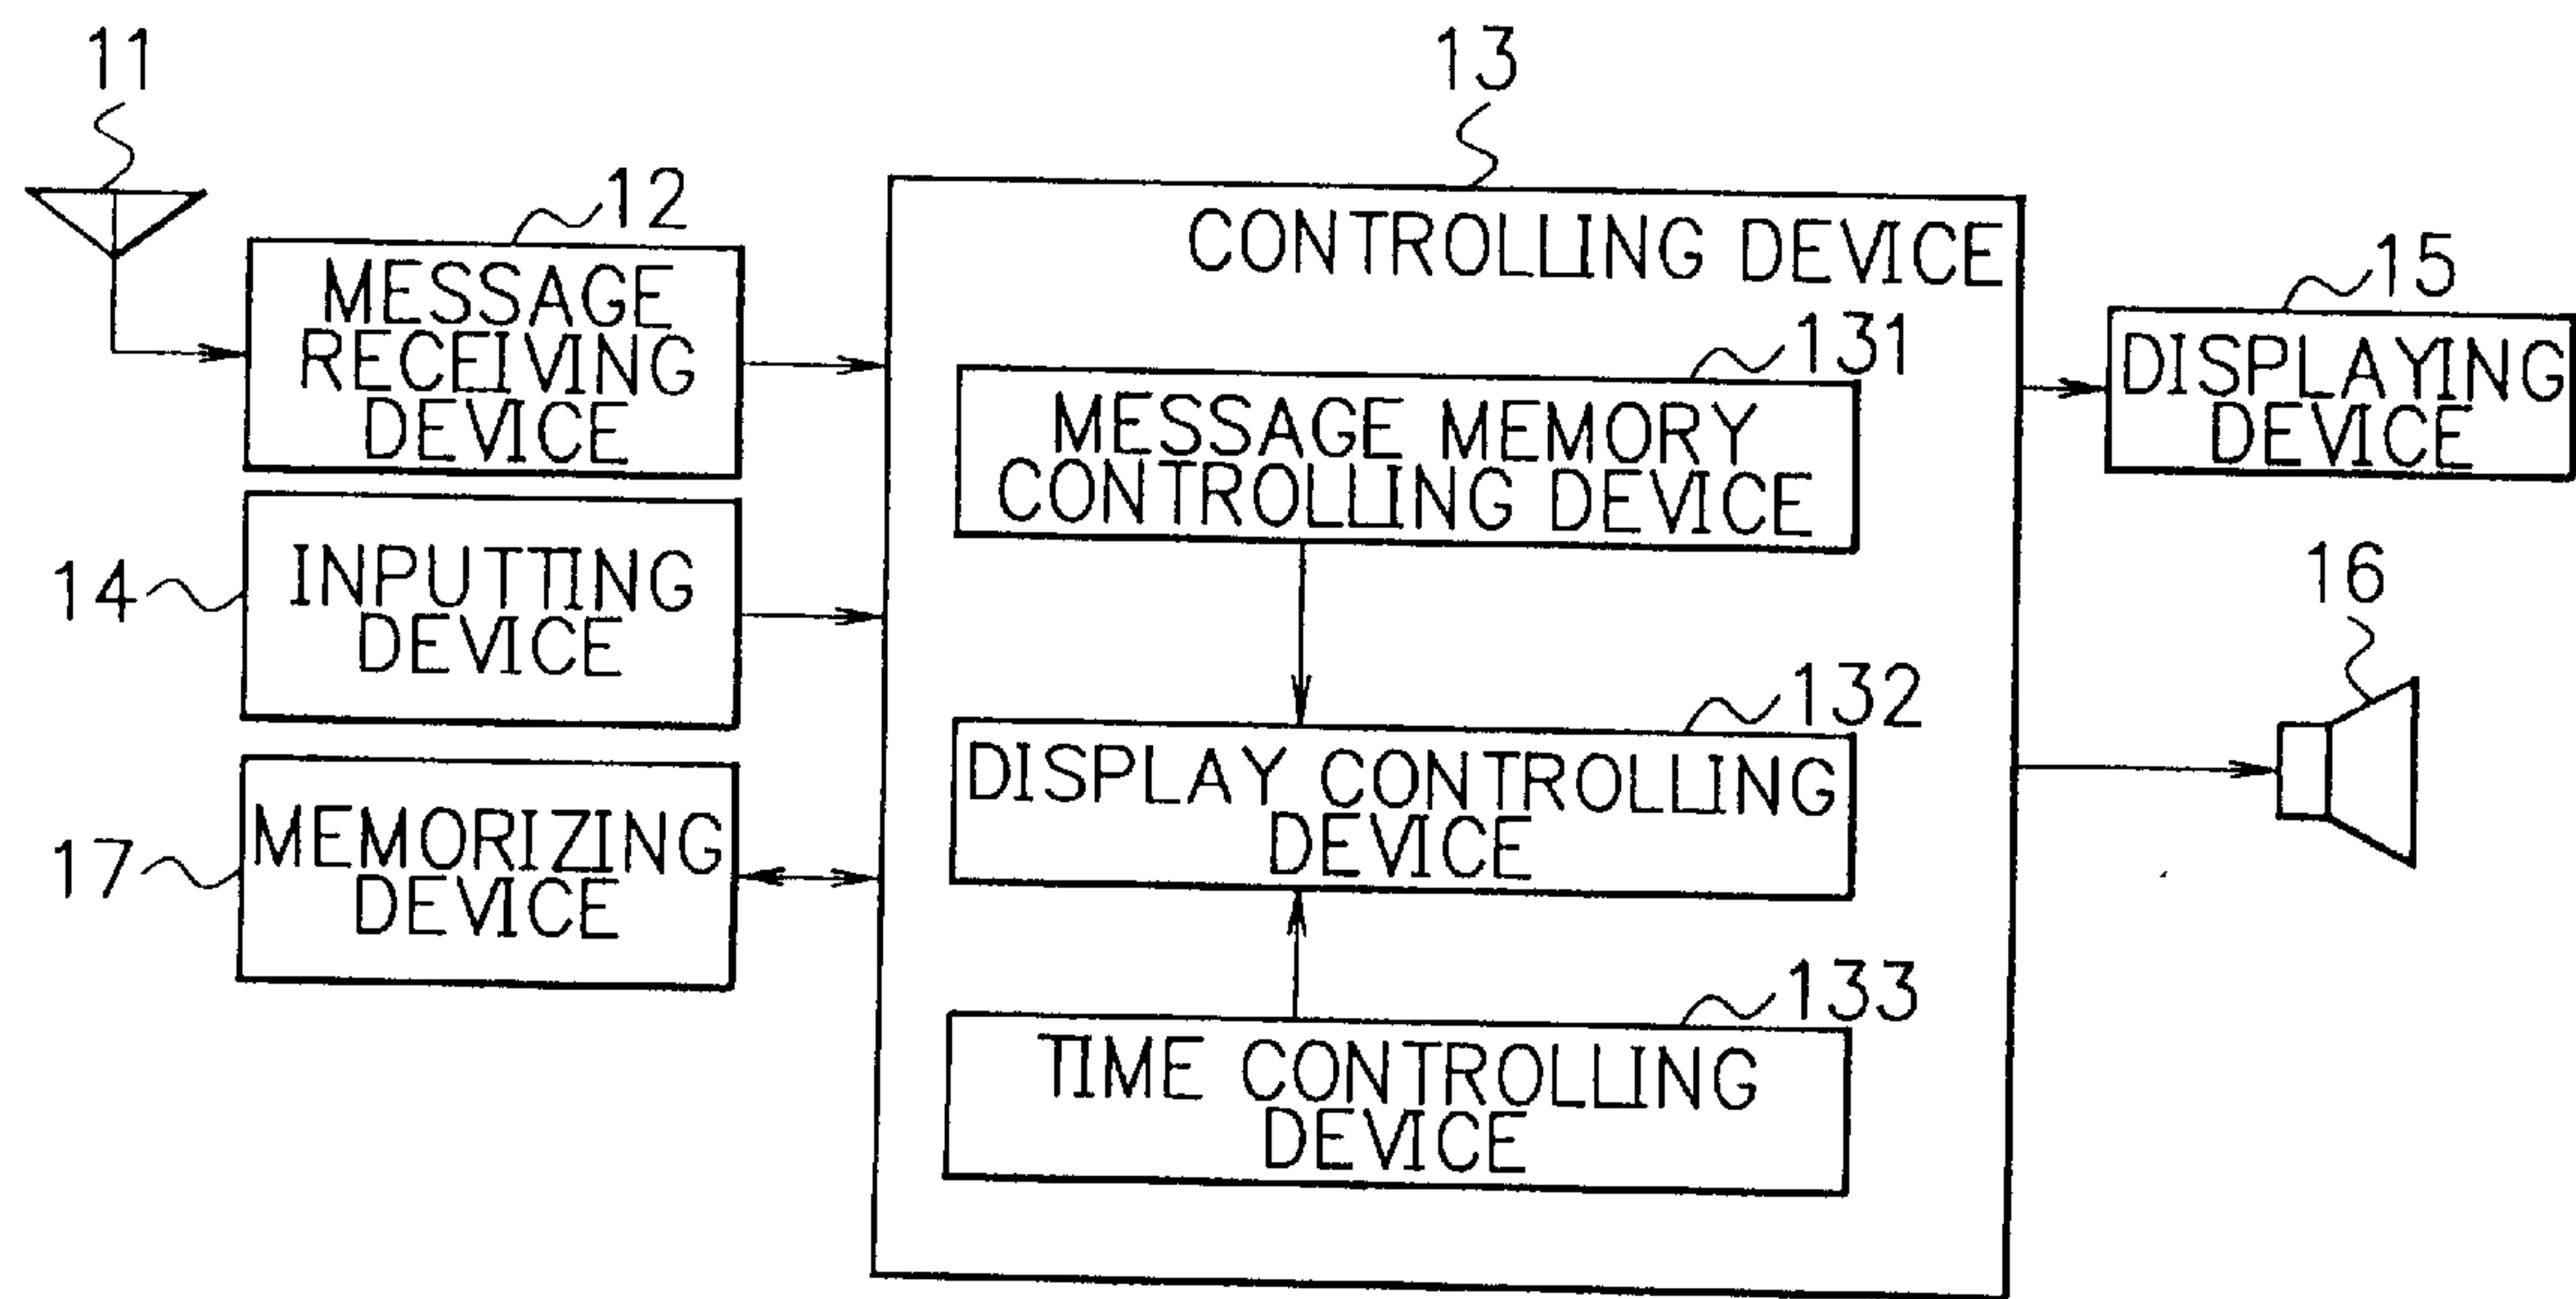 11
12
MESSAGE
RECEIVING
DEVICE
14
INPUTTING
DEVICE
17
MEMORIZING
DEVICE
13
CONTROLLING DEVICE
131
MESSAGE MEMORY
CONTROLLING DEVICE
132
DISPLAY CONTROLLING
DEVICE
133
TIME CONTROLLING
DEVICE
15
DISPLAYING
DEVICE
16